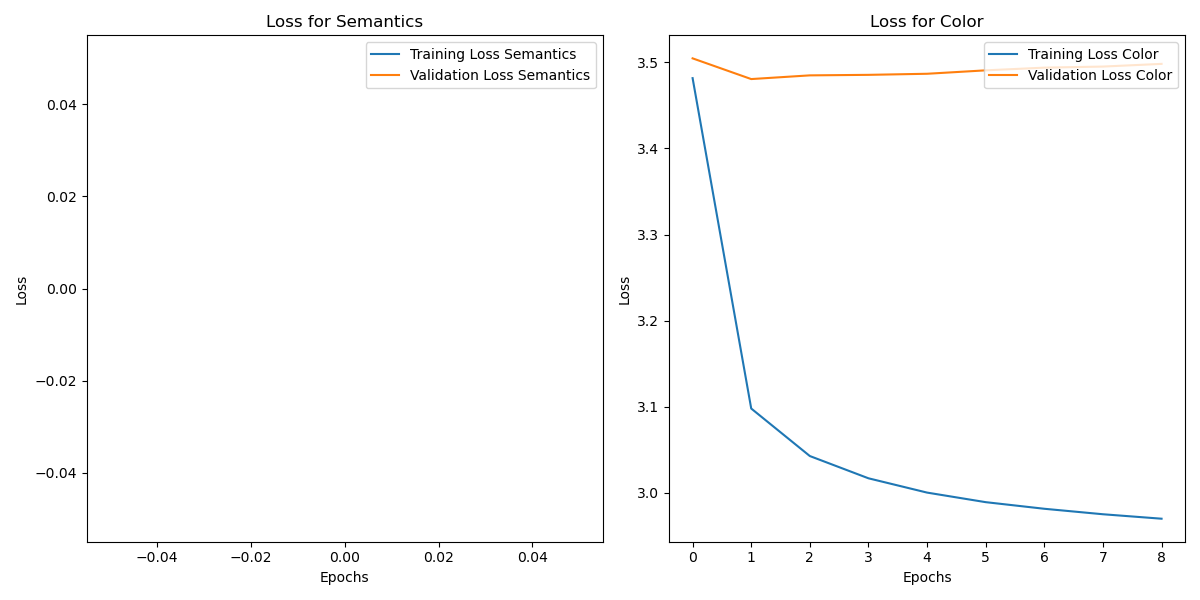 Loss for Semantics
Training Loss Semantics
Validation Loss Semantics
0.04
0.02
0.00
−0.02
−0.04
Loss
−0.04
−0.02
0.00
0.02
0.04
Epochs
Loss for Color
Training Loss Color
Validation Loss Color
3.5
3.4
3.3
3.2
3.1
3.0
Loss
0
1
2
3
4
5
6
7
8
Epochs